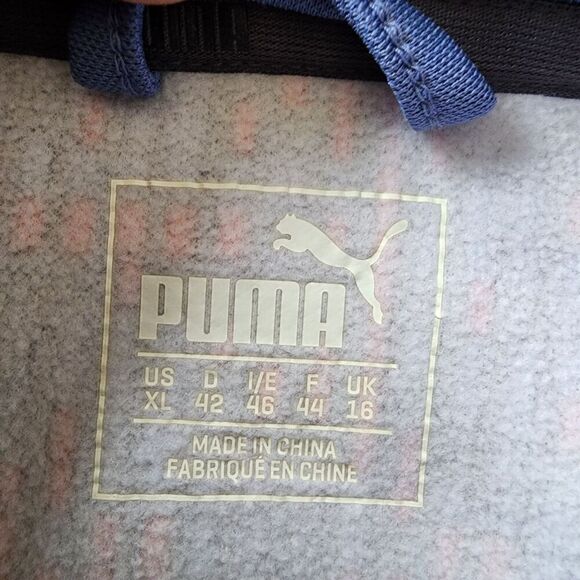 PUMA
US D I/E F UK
XL 42 46 44 16
MADE IN CHINA
FABRIQUÉ EN CHINE